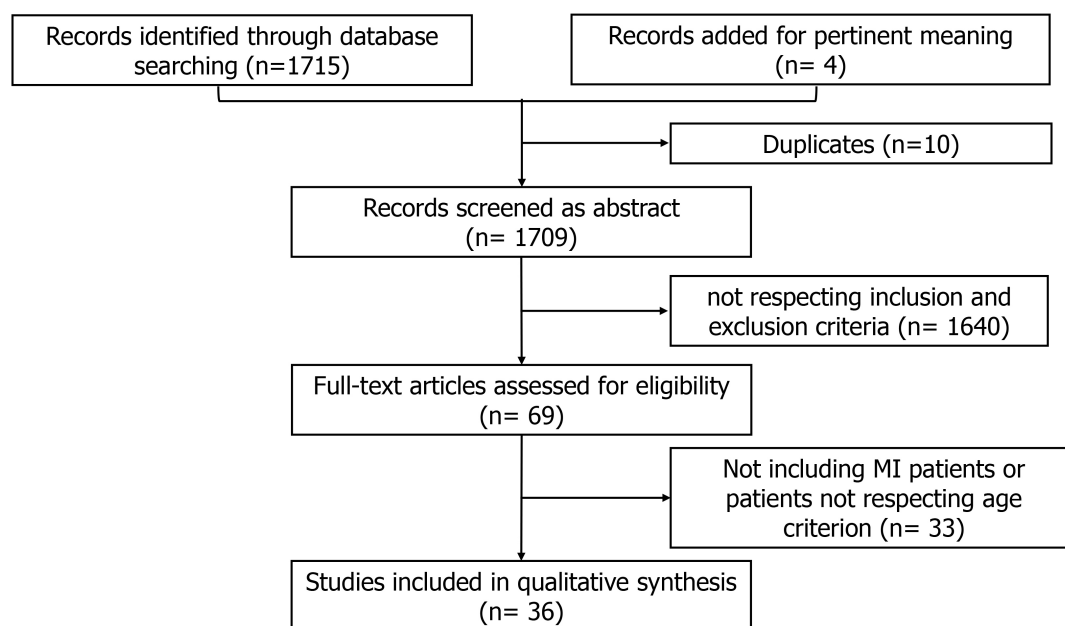 Records identified through database
searching (n=1715)
Records added for pertinent meaning
(n= 4)
Duplicates (n=10)
Records screened as abstract
(n= 1709)
not respecting inclusion and
exclusion criteria (n= 1640)
Full-text articles assessed for eligibility
(n= 69)
Not including MI patients or
patients not respecting age
criterion (n= 33)
Studies included in qualitative synthesis
(n= 36)